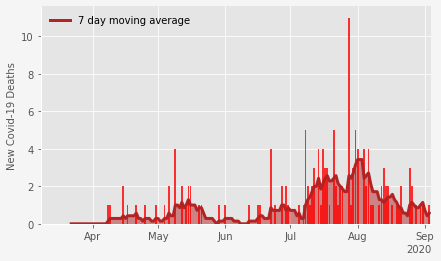 7 day moving average
New Covid-19 Deaths
10
8
6
4
2
0
Apr
May
Jun
Jul
Aug
Sep
2020